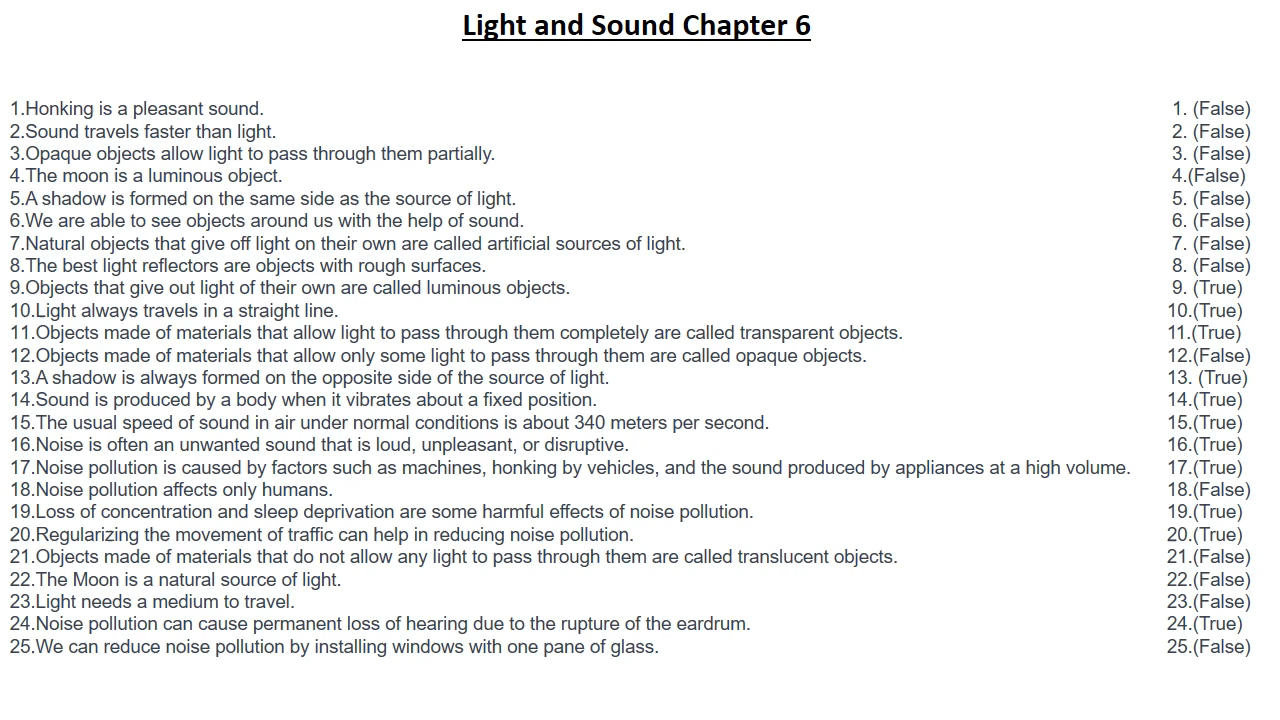 Light and Sound Chapter 6
1.Honking is a pleasant sound. 1. (False)
2.Sound travels faster than light. 2. (False)
3.Opaque objects allow light to pass through them partially. 3. (False)
4.The moon is a luminous object. 4.(False)
5.A shadow is formed on the same side as the source of light. 5. (False)
6.We are able to see objects around us with the help of sound. 6. (False)
7.Natural objects that give off light on their own are called artificial sources of light. 7. (False)
8.The best light reflectors are objects with rough surfaces. 8. (False)
9.Objects that give out light of their own are called luminous objects. 9. (True)
10.Light always travels in a straight line. 10.(True)
11.Objects made of materials that allow light to pass through them completely are called transparent objects. 11.(True)
12.Objects made of materials that allow only some light to pass through them are called opaque objects. 12.(False)
13.A shadow is always formed on the opposite side of the source of light. 13. (True)
14.Sound is produced by a body when it vibrates about a fixed position. 14.(True)
15.The usual speed of sound in air under normal conditions is about 340 meters per second. 15.(True)
16.Noise is often an unwanted sound that is loud, unpleasant, or disruptive. 16.(True)
17.Noise pollution is caused by factors such as machines, honking by vehicles, and the sound produced by appliances at a high volume. 17.(True)
18.Noise pollution affects only humans. 18.(False)
19.Loss of concentration and sleep deprivation are some harmful effects of noise pollution. 19.(True)
20.Regularizing the movement of traffic can help in reducing noise pollution. 20.(True)
21.Objects made of materials that do not allow any light to pass through them are called translucent objects. 21.(False)
22.The Moon is a natural source of light. 22.(False)
23.Light needs a medium to travel. 23.(False)
24.Noise pollution can cause permanent loss of hearing due to the rupture of the eardrum. 24.(True)
25.We can reduce noise pollution by installing windows with one pane of glass. 25.(False)